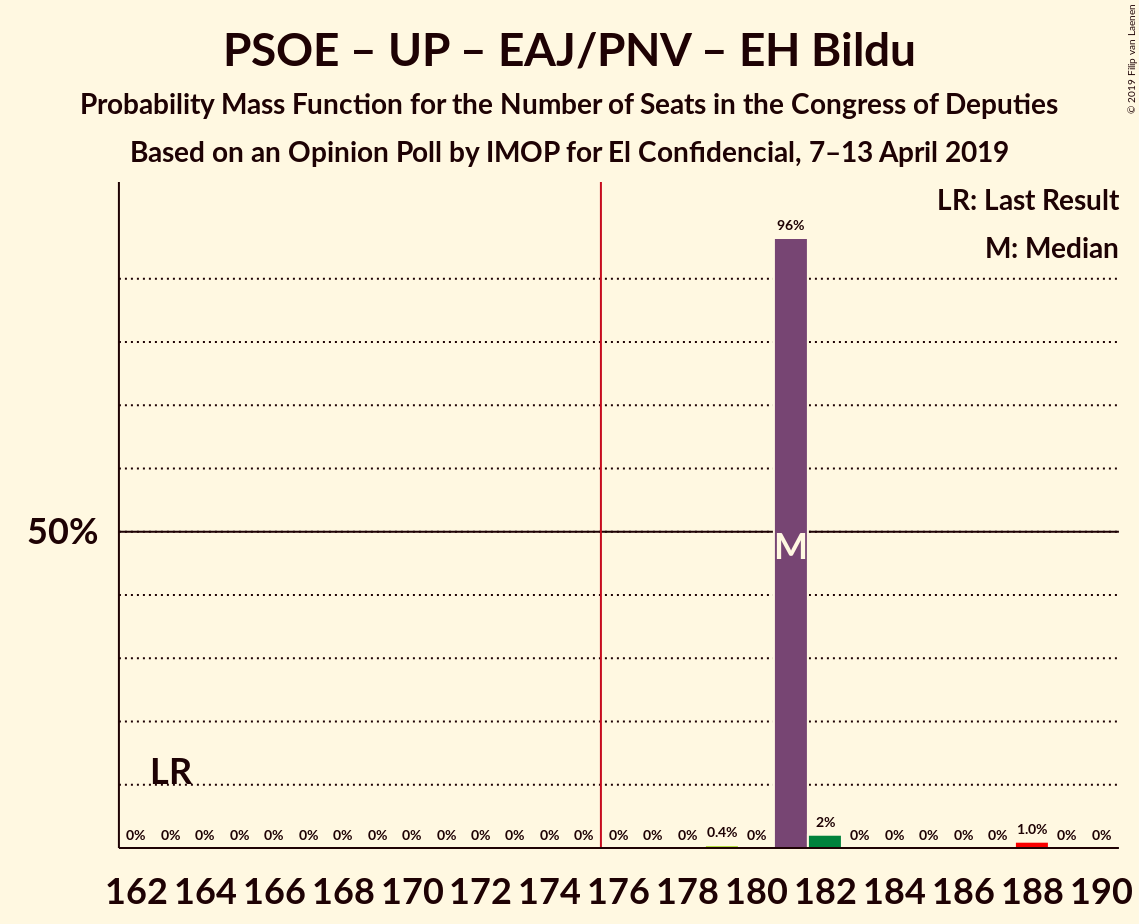 PSOE – UP – EAJ/PNV – EH Bildu
Probability Mass Function for the Number of Seats in the Congress of Deputies
Based on an Opinion Poll by IMOP for El Confidencial, 7–13 April 2019
© 2019 Filip van Laenen
LR: Last Result
M: Median
96%
50%
M
LR
0% 0% 0% 0% 0% 0% 0% 0% 0% 0% 0% 0% 0% 0% 0% 0% 0% 0.4% 0% 2% 0% 0% 0% 0% 0% 1.0% 0% 0%
162 164 166 168 170 172 174 176 178 180 182 184 186 188 190